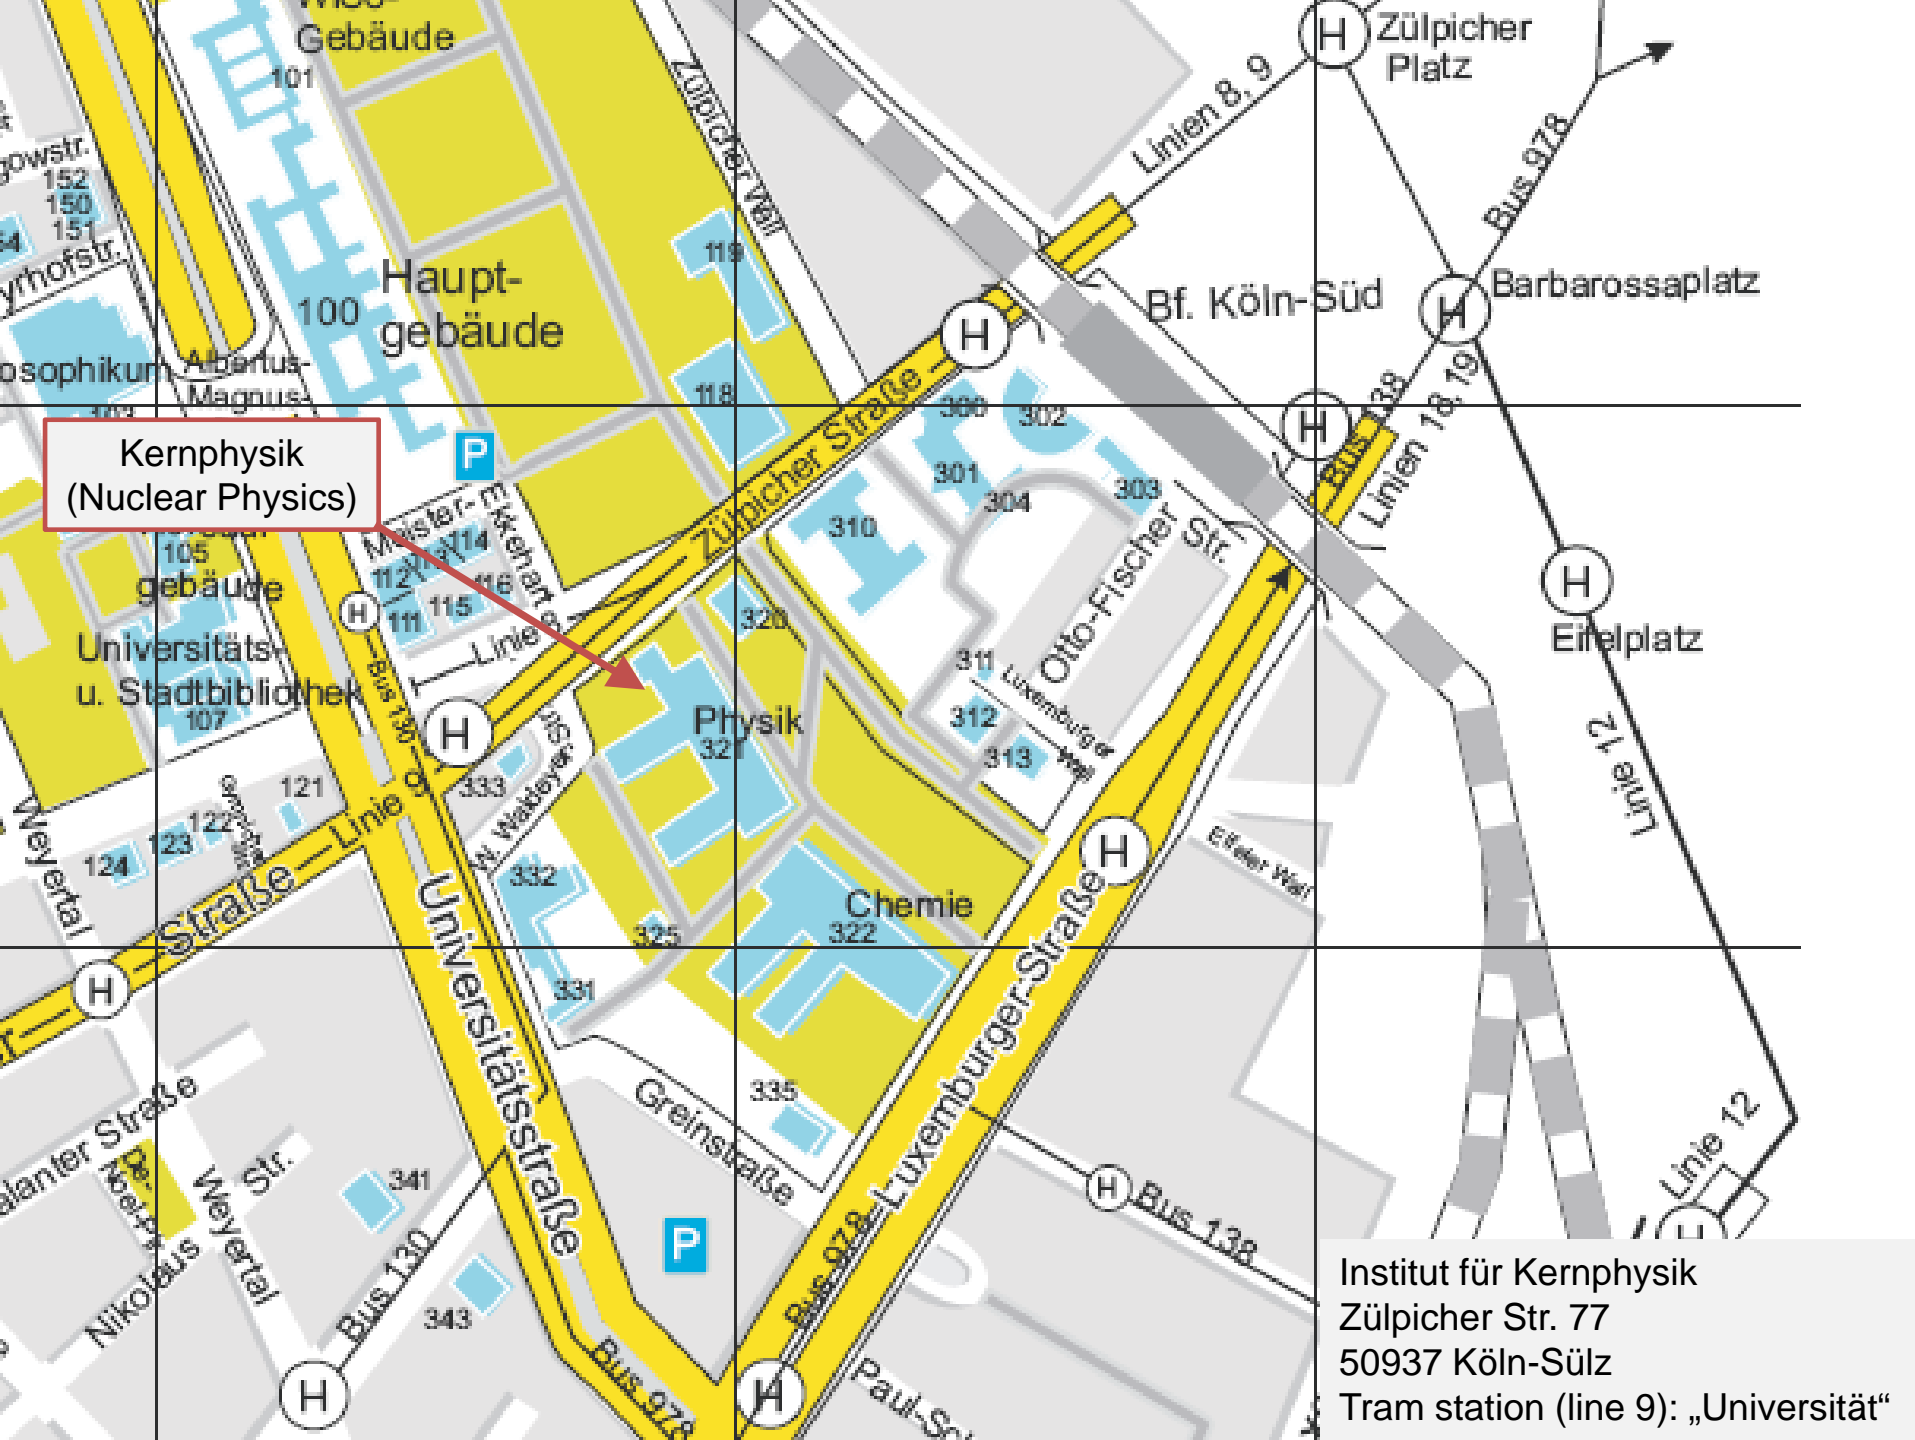 Gebäude
101
Zülpicher Wall
Linien 8, 9
Zülpicher
Platz
Bus 978
152
150
151
119
Haupt-
gebäude
100
Bf. Köln-Süd
Barbarossaplatz
Albertus-
Magnus-
118
Zülpicher Straße
300
302
Bus 138
Linien 18, 19
Kernphysik
(Nuclear Physics)
P
301
304
303
310
Meister-
Ekkehart
114
112
116
115
111
105
gebäude
Otto-Fischer
Str.
Eifelplatz
320
Universitäts-
u. Stadtbibliothek
107
Linie 9
Bus 130
311
Luxemburger
Wall
312
313
Physik
321
Linie 12
333
121
122
123
124
Linie 9
Weyertal
W. Waldeyer Str.
Straße
332
Universitätsstraße
Chemie
322
325
331
Luxemburger-Straße
Eifeler Wall
Greinstraße
335
Str.
Weyertal
Nikolaus
341
343
Bus 130
P
Bus 978
Bus 978
Bus 138
Linie 12
Institut für Kernphysik
Zülpicher Str. 77
50937 Köln-Sülz
Tram station (line 9): „Universität“